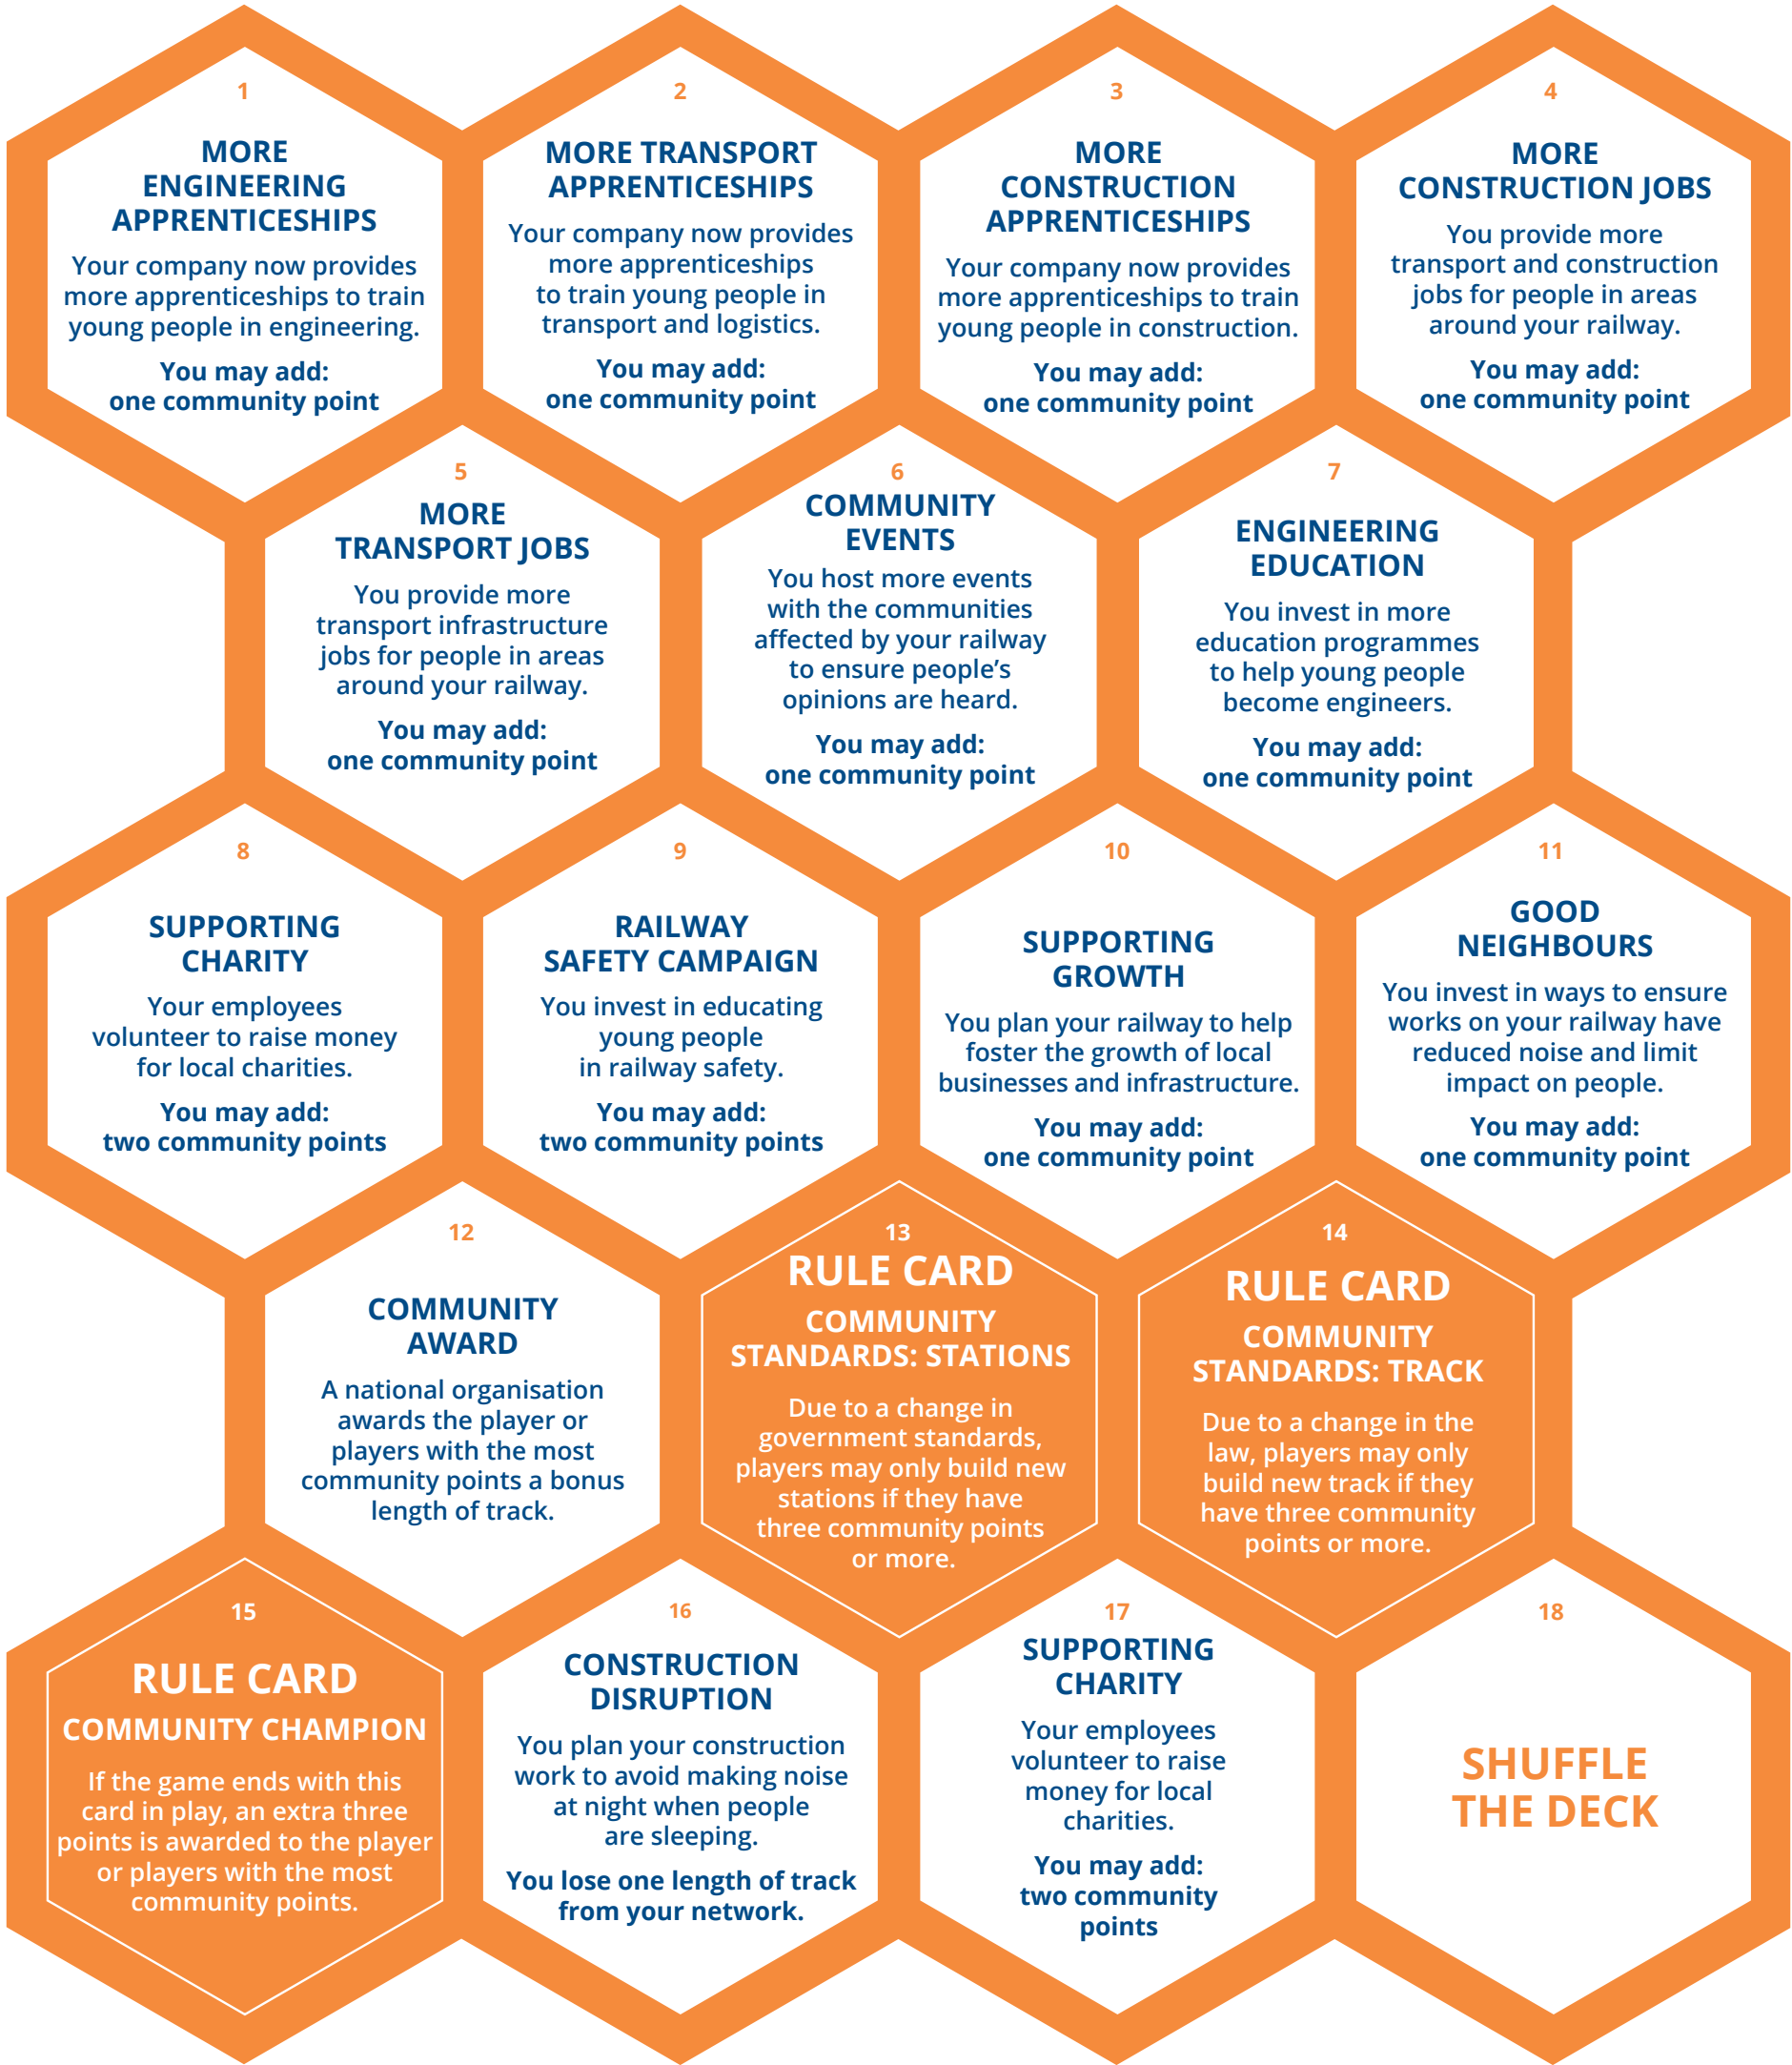 1
MORE
ENGINEERING
APPRENTICESHIPS
Your company now provides
more apprenticeships to train
young people in engineering.
You may add:
one community point
2
MORE TRANSPORT
APPRENTICESHIPS
Your company now provides
more apprenticeships
to train young people in
transport and logistics.
You may add:
one community point
3
MORE
CONSTRUCTION
APPRENTICESHIPS
Your company now provides
more apprenticeships to train
young people in construction.
You may add:
one community point
4
MORE
CONSTRUCTION JOBS
You provide more
transport and construction
jobs for people in areas
around your railway.
You may add:
one community point
5
MORE
TRANSPORT JOBS
You provide more
transport infrastructure
jobs for people in areas
around your railway.
You may add:
one community point
6
COMMUNITY
EVENTS
You host more events
with the communities
affected by your railway
to ensure people’s
opinions are heard.
You may add:
one community point
7
ENGINEERING
EDUCATION
You invest in more
education programmes
to help young people
become engineers.
You may add:
one community point
8
SUPPORTING
CHARITY
Your employees
volunteer to raise money
for local charities.
You may add:
two community points
9
RAILWAY
SAFETY CAMPAIGN
You invest in educating
young people
in railway safety.
You may add:
two community points
10
SUPPORTING
GROWTH
You plan your railway to help
foster the growth of local
businesses and infrastructure.
You may add:
one community point
11
GOOD
NEIGHBOURS
You invest in ways to ensure
works on your railway have
reduced noise and limit
impact on people.
You may add:
one community point
12
COMMUNITY
AWARD
A national organisation
awards the player or
players with the most
community points a bonus
length of track.
13
RULE CARD
COMMUNITY
STANDARDS: STATIONS
Due to a change in
government standards,
players may only build new
stations if they have
three community points
or more.
14
RULE CARD
COMMUNITY
STANDARDS: TRACK
Due to a change in the
law, players may only
build new track if they
have three community
points or more.
15
RULE CARD
COMMUNITY CHAMPION
If the game ends with this
card in play, an extra three
points is awarded to the player
or players with the most
community points.
16
CONSTRUCTION
DISRUPTION
You plan your construction
work to avoid making noise
at night when people
are sleeping.
You lose one length of track
from your network.
17
SUPPORTING
CHARITY
Your employees
volunteer to raise
money for local
charities.
You may add:
two community
points
18
SHUFFLE
THE DECK